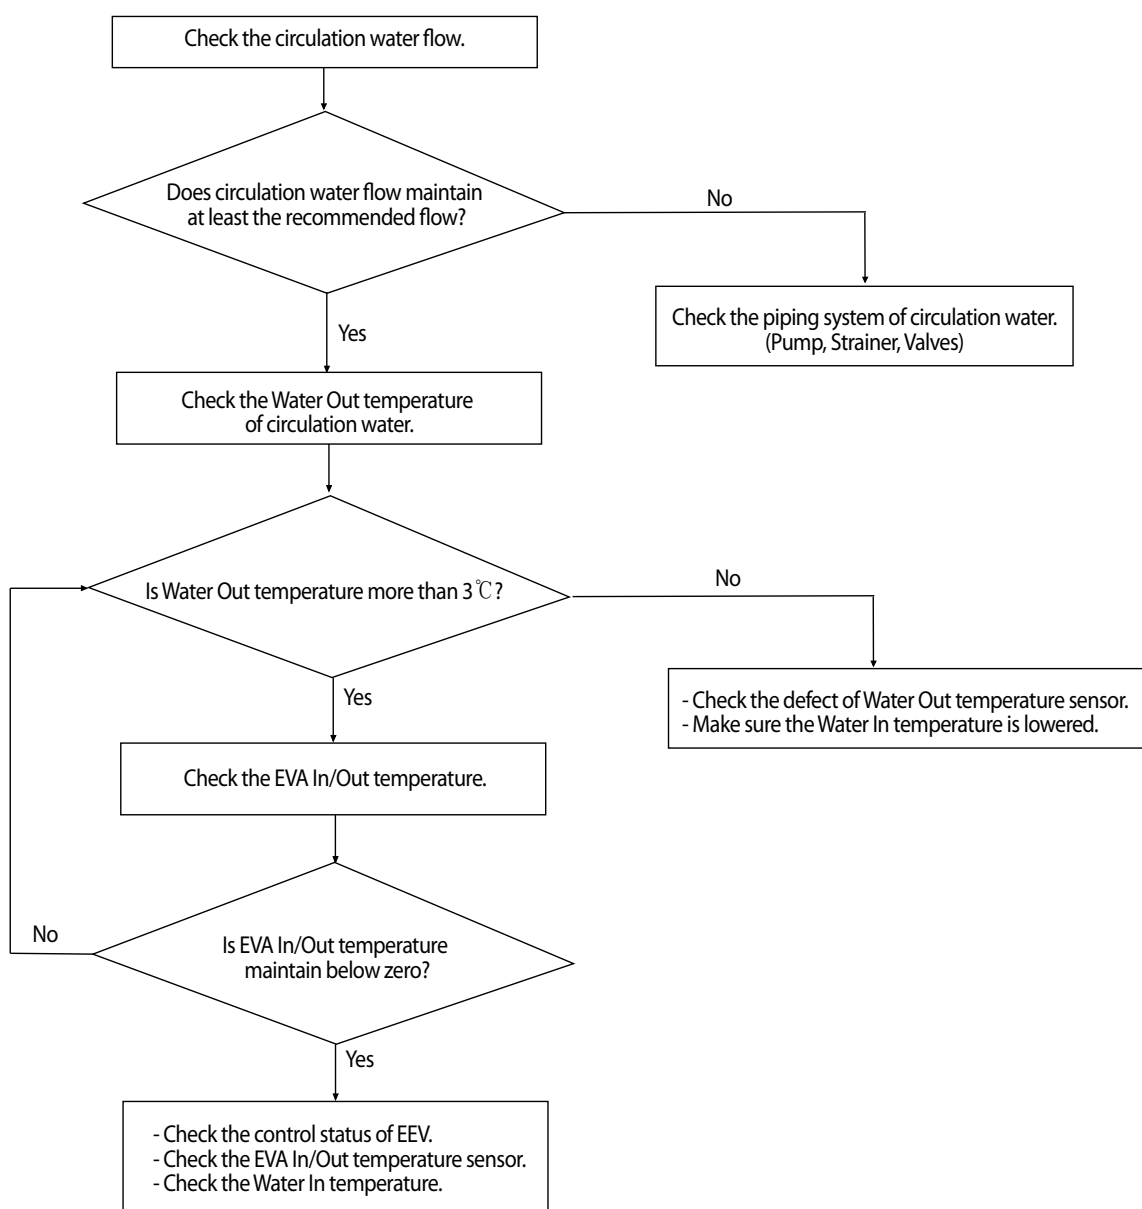 Check the circulation water flow.
Does circulation water flow maintain
at least the recommended flow?
No
Check the piping system of circulation water.
(Pump, Strainer, Valves)
Yes
Check the Water Out temperature
of circulation water.
Is Water Out temperature more than 3℃?
No
- Check the defect of Water Out temperature sensor.
- Make sure the Water In temperature is lowered.
Yes
Check the EVA In/Out temperature.
Is EVA In/Out temperature
maintain below zero?
No
Yes
- Check the control status of EEV.
- Check the EVA In/Out temperature sensor.
- Check the Water In temperature.